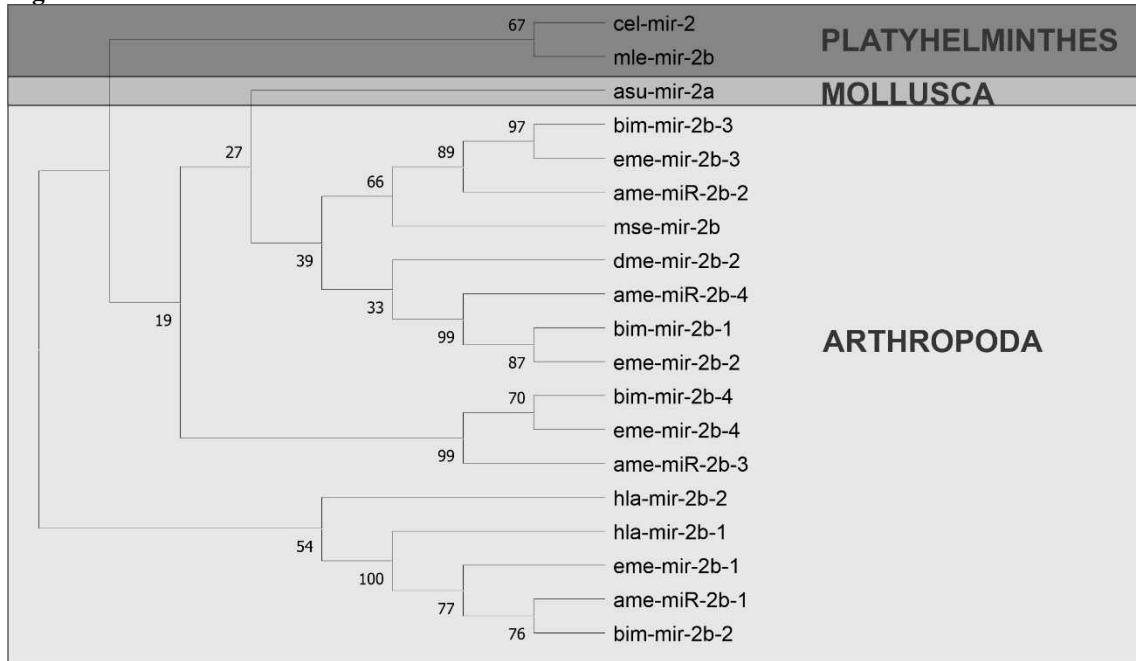 67
cel-mir-2
mle-mir-2b
PLATYHELMINTHES
asu-mir-2a
MOLLUSCA
97
bim-mir-2b-3
27
89
eme-mir-2b-3
66
ame-miR-2b-2
mse-mir-2b
39
dme-mir-2b-2
33
ame-miR-2b-4
19
99
bim-mir-2b-1
ARTHROPODA
87
eme-mir-2b-2
70
bim-mir-2b-4
eme-mir-2b-4
99
ame-miR-2b-3
hla-mir-2b-2
54
hla-mir-2b-1
100
eme-mir-2b-1
77
ame-miR-2b-1
76
bim-mir-2b-2